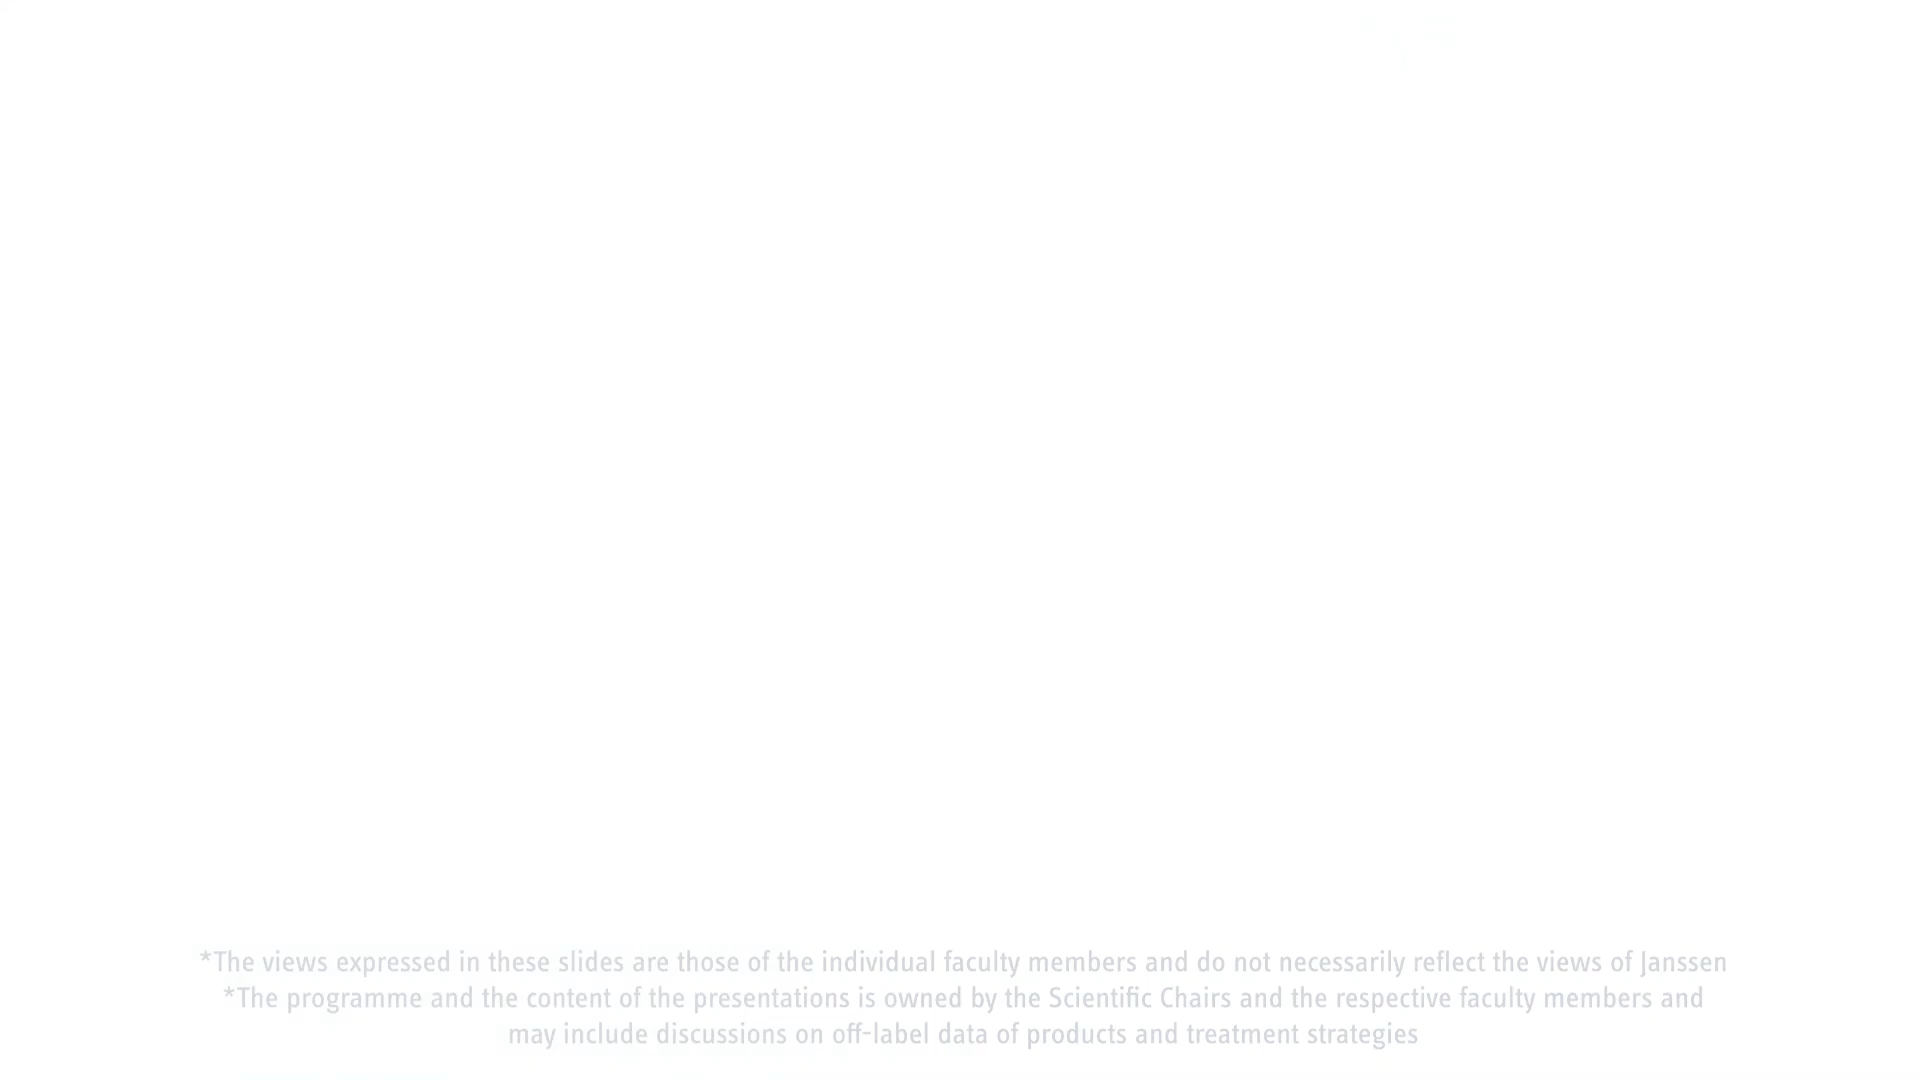 *The views expressed in these slides are those of the individual faculty members and do not necessarily reflect the views of Janssen
*The programme and the content of the presentations is owned by the Scientific Chairs and the respective faculty members and
may include discussions on off-label data of products and treatment strategies